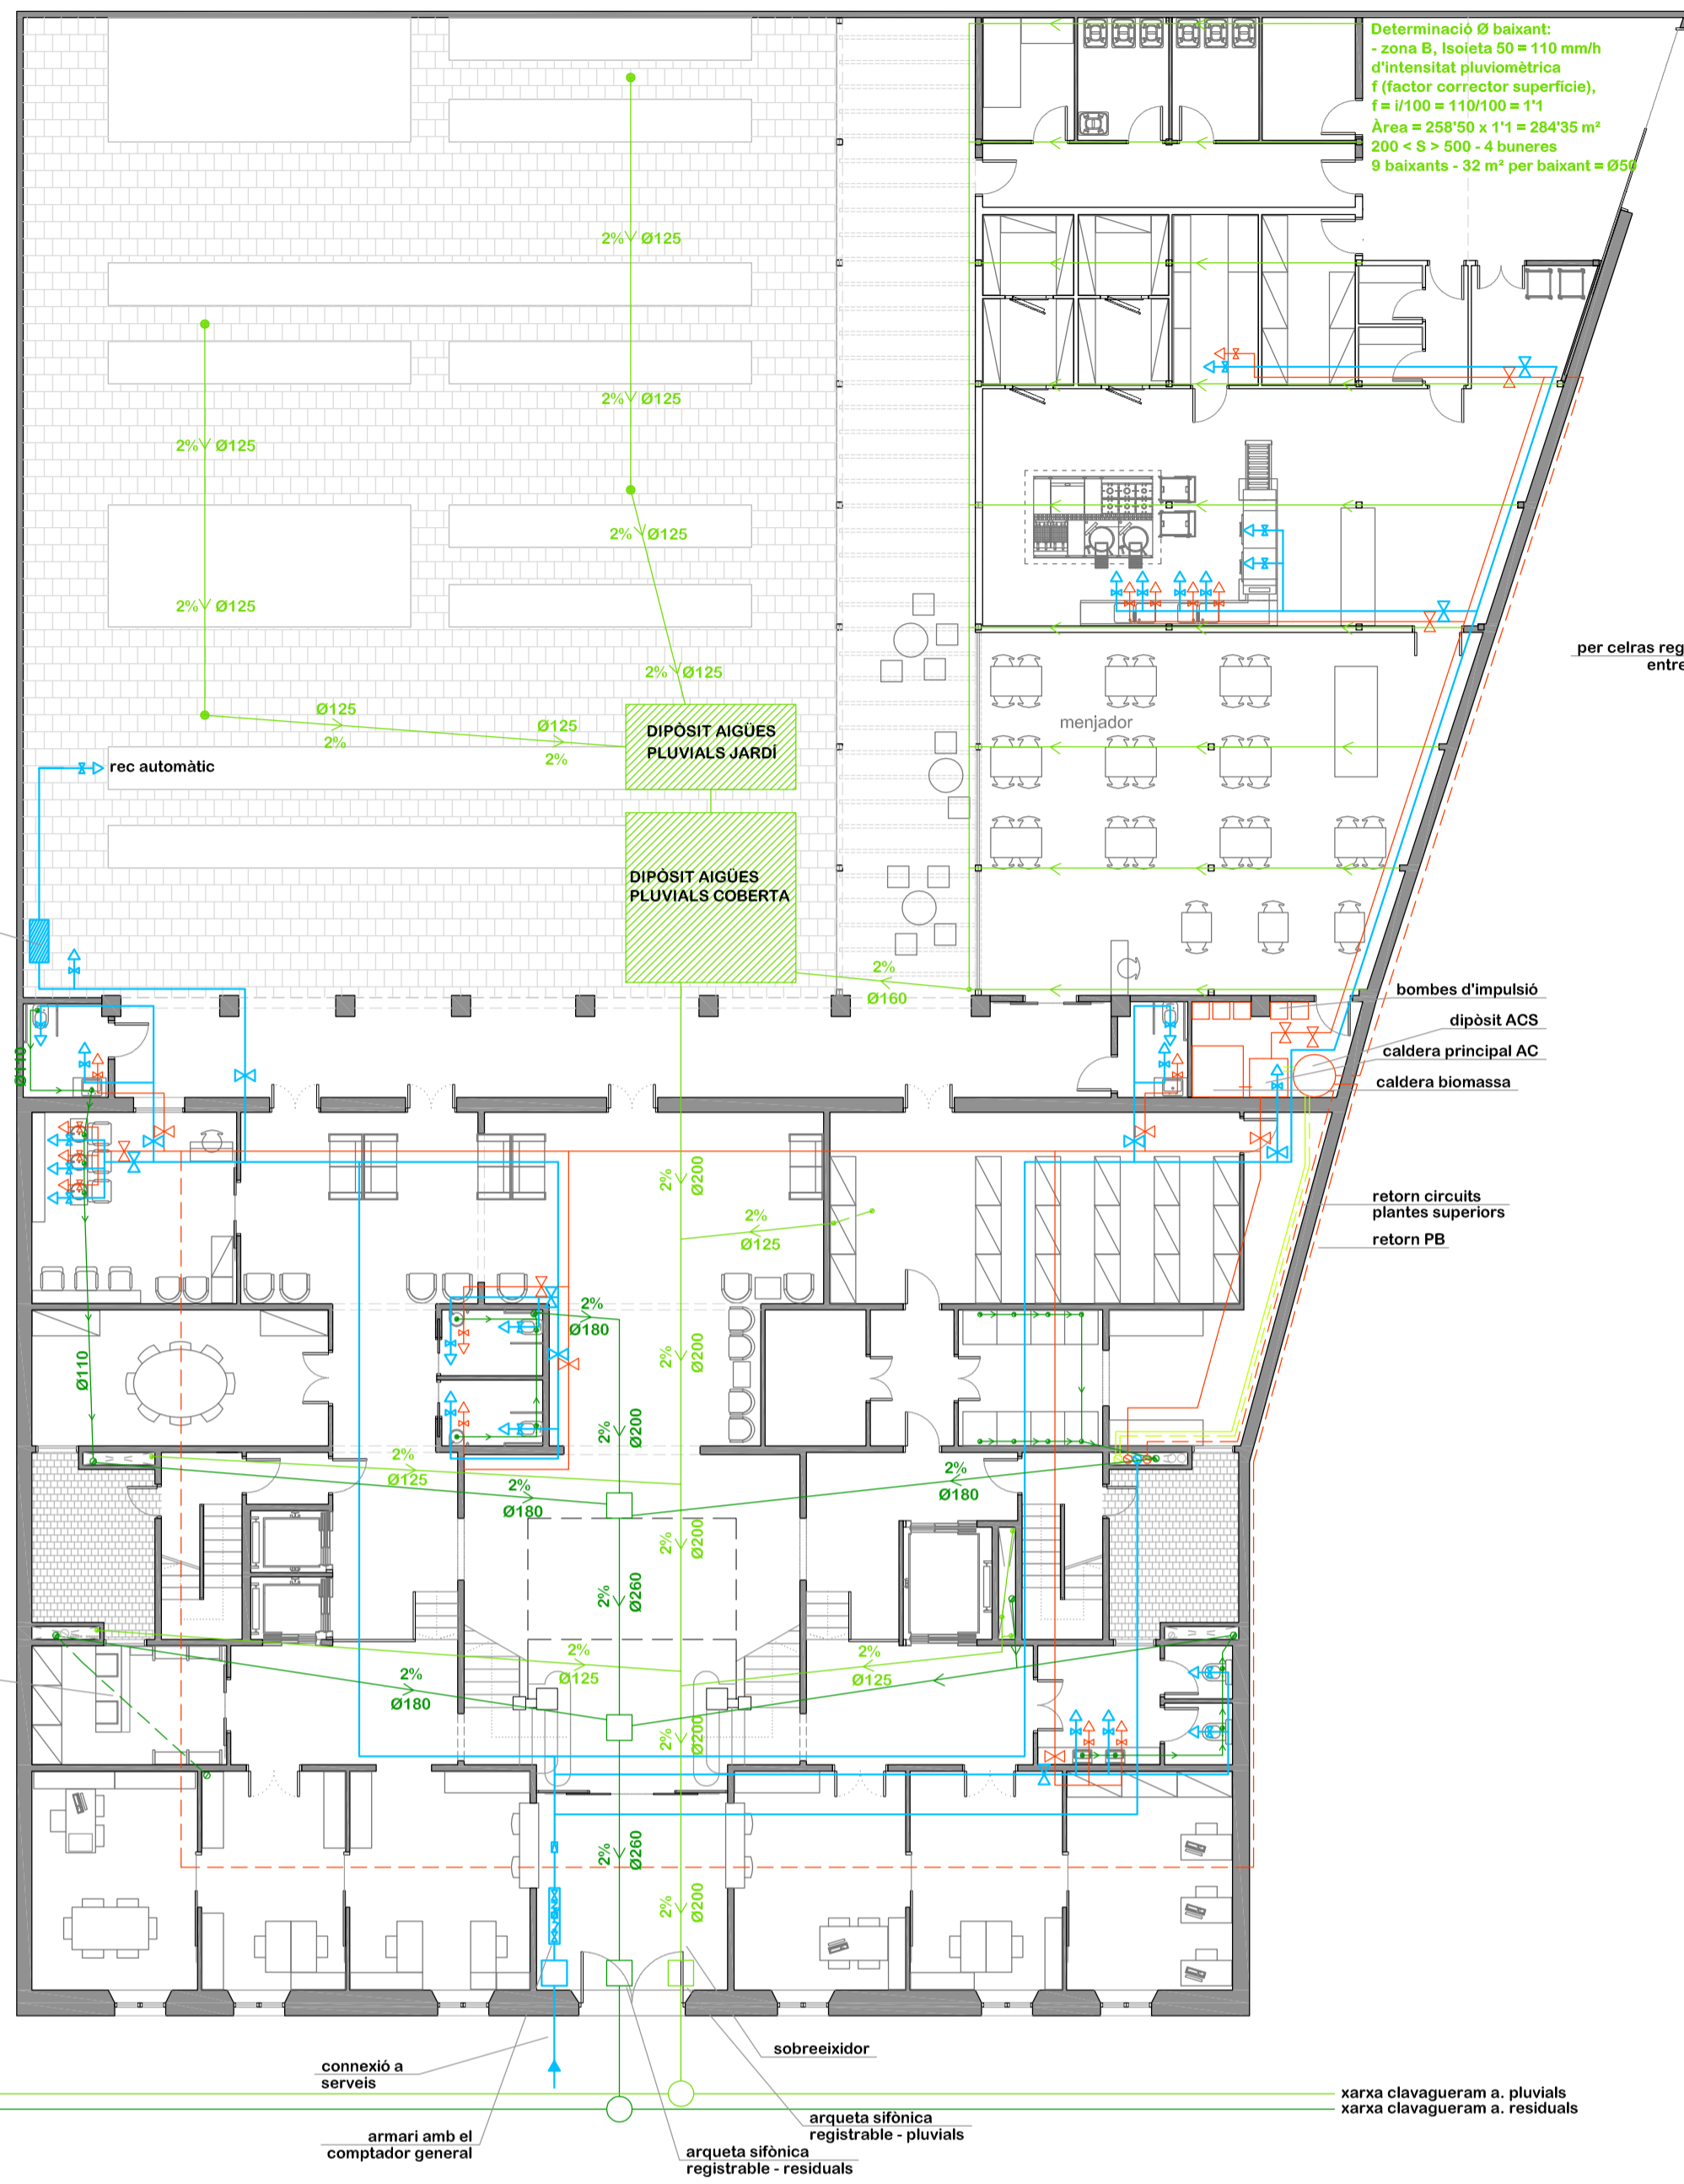 Determinació Ø baixant:
- zona B, Isoieta 50 = 110 mm/h
d'intensitat pluviomètrica
f (factor corrector superfície),
f = i/100 = 110/100 = 1'1
Àrea = 258'50 x 1'1 = 284'35 m²
200 < S > 500 - 4 buneres
9 baixants - 32 m² per baixant = Ø50
2% Ø125
2% Ø125
2% Ø125
2% Ø125
2% Ø125
per celras reg
entre
2% Ø125
Ø125
2%
Ø125
2%
DIPÒSIT AIGÜES
PLUVIALS JARDÍ
menjador
rec automàtic
DIPÒSIT AIGÜES
PLUVIALS COBERTA
2%
Ø160
bombes d'impulsió
dipòsit ACS
caldera principal AC
caldera biomassa
Ø110
2% Ø200
2%
Ø125
retorn circuits
plantes superiors
retorn PB
2%
Ø180
2% Ø200
Ø110
2% Ø200
2%
Ø125
2%
Ø180
2%
Ø180
2% Ø200
2% Ø260
2%
Ø180
2%
Ø125
2%
Ø125
2% Ø200
2% Ø260
2% Ø200
connexió a
serveis
sobreeixidor
xarxa clavagueram a. pluvials
xarxa clavagueram a. residuals
armari amb el
comptador general
arqueta sifònica
registrable - pluvials
arqueta sifònica
registrable - residuals